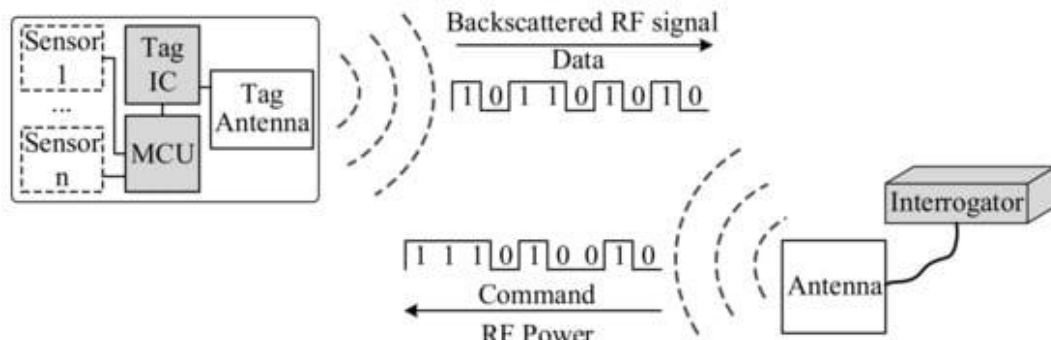 Sensor
1
...
Sensor
n
Tag
IC
MCU
Tag
Antenna
Backscattered RF signal
Data
1 0 1 1 0 1 0 1 0
1 1 1 0 1 0 0 1 0
Command
RF Power
Antenna
Interrogator